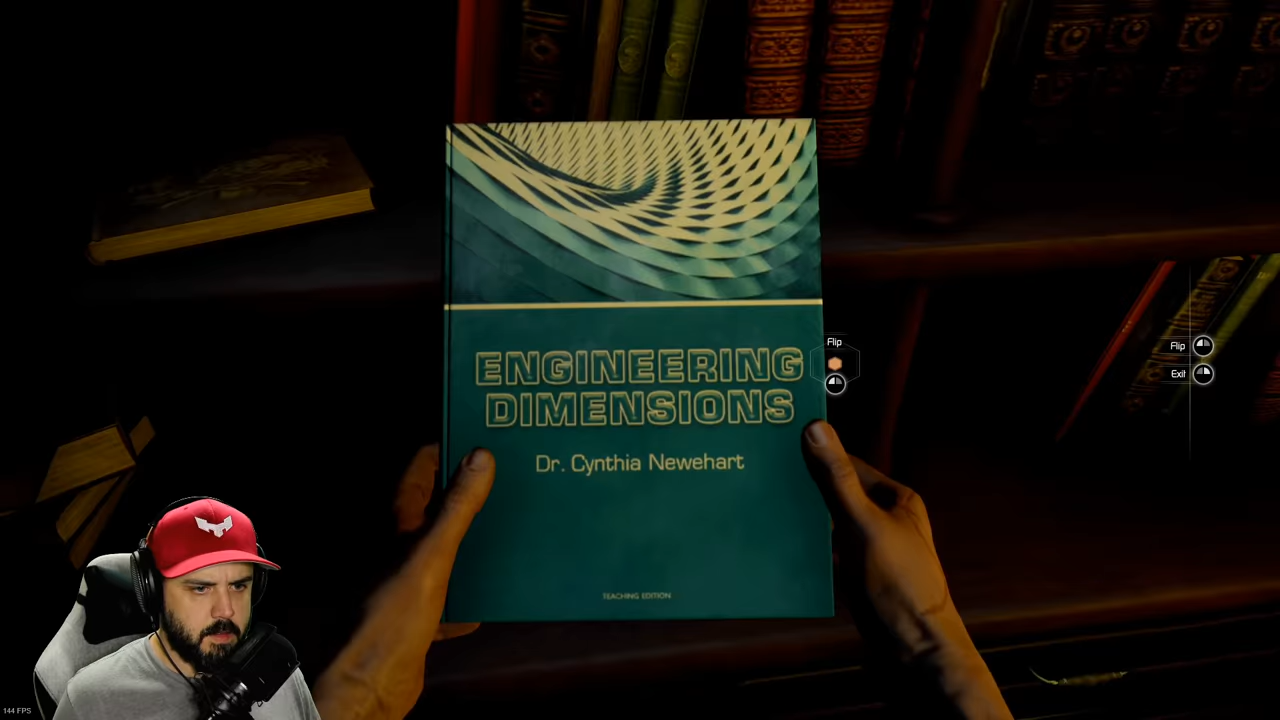 ENGINEERING
DIMENSIONS
Dr. Cynthia Newehart
TEACHING EDITION
Flip
Flip
Exit
144 FPS